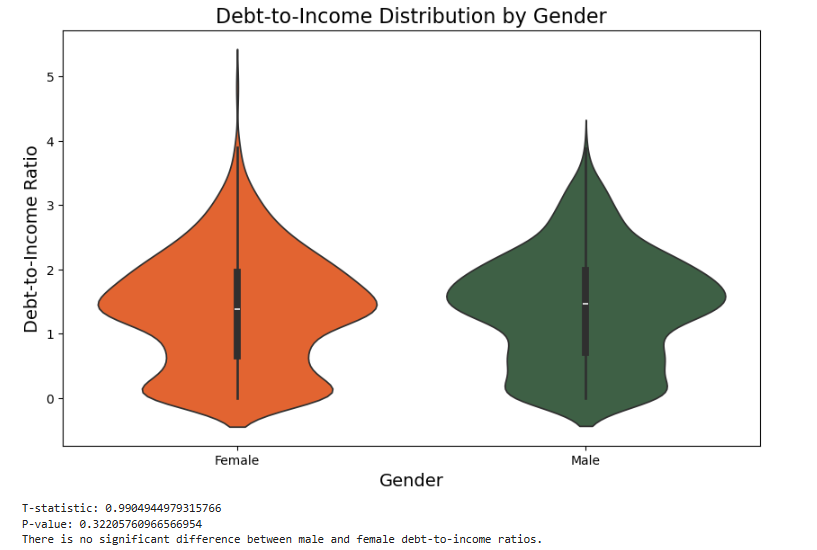 Debt-to-Income Distribution by Gender
Debt-to-Income Ratio
5
4
3
2
1
0
Female
Male
Gender
T-statistic: 0.9904944979315766
P-value: 0.32205760966566954
There is no significant difference between male and female debt-to-income ratios.